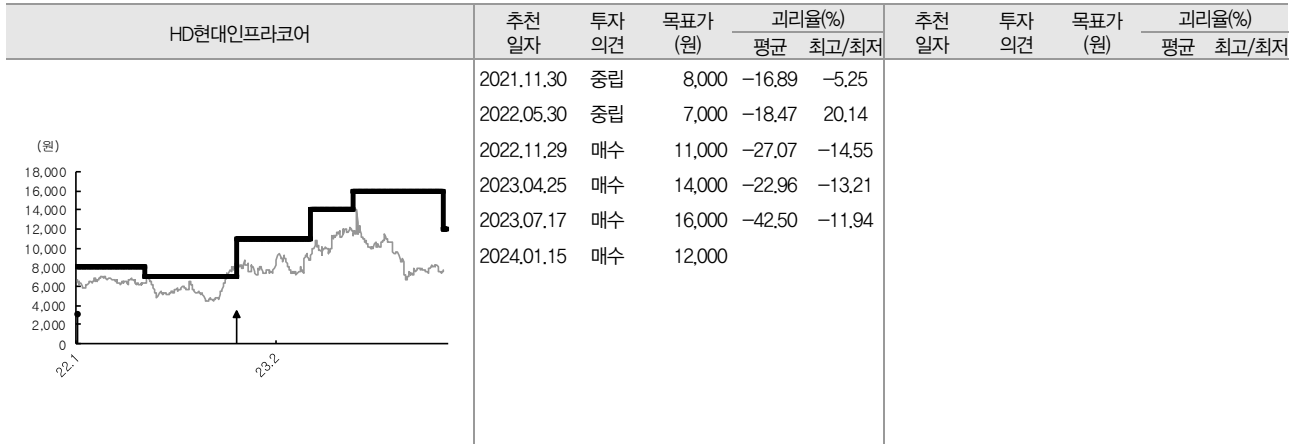 HD현대인프라코어
추천 일자 투자 의견 목표가 (원) 괴리율(%) 평균 최고/최저
추천 일자 투자 의견 목표가 (원) 괴리율(%) 평균 최고/최저
(원)
18,000
16,000
14,000
12,000
10,000
8,000
6,000
4,000
2,000
0
22.1 23.2
2021.11.30 중립 8,000 -16.89 -5.25
2022.05.30 중립 7,000 -18.47 20.14
2022.11.29 매수 11,000 -27.07 -14.55
2023.04.25 매수 14,000 -22.96 -13.21
2023.07.17 매수 16,000 -42.50 -11.94
2024.01.15 매수 12,000